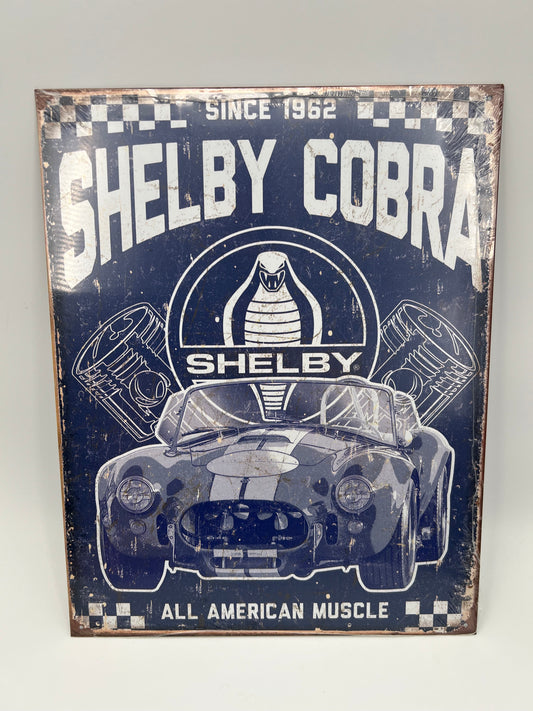 SINCE 1962
SHELBY COBRA
SHELBY
ALL AMERICAN MUSCLE